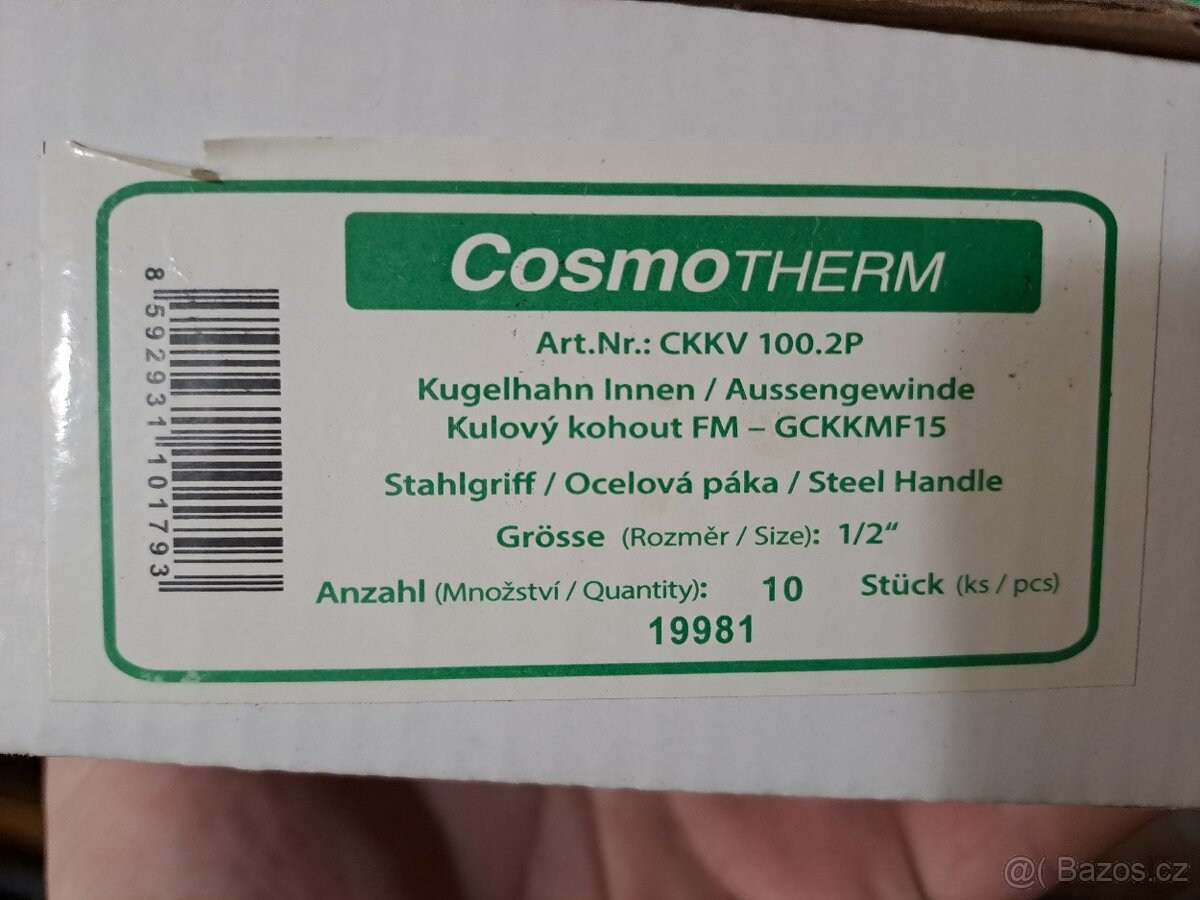 CosmoTHERM
Art.Nr.: CKKV 100.2P
Kugelhahn Innen / Aussengewinde
Kulový kohout FM – GCKKMF15
Stahlgriff / Ocelová páka / Steel Handle
Grösse (Rozměr / Size): 1/2“
Anzahl (Množství / Quantity): 10 Stück (ks / pcs)
19981
8592931101793
@( Bazos.cz